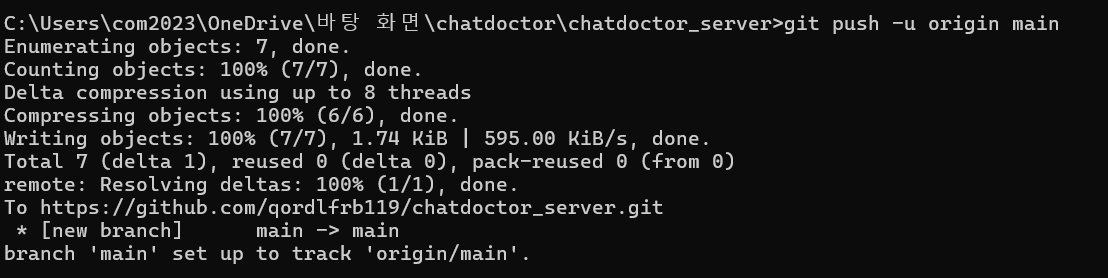 C:\Users\com2023\OneDrive\바탕 화면\chatdoctor\chatdoctor_server>git push -u origin main
Enumerating objects: 7, done.
Counting objects: 100% (7/7), done.
Delta compression using up to 8 threads
Compressing objects: 100% (6/6), done.
Writing objects: 100% (7/7), 1.74 KiB | 595.00 KiB/s, done.
Total 7 (delta 1), reused 0 (delta 0), pack-reused 0 (from 0)
remote: Resolving deltas: 100% (1/1), done.
To https://github.com/qordlfrb119/chatdoctor_server.git
 * [new branch]      main -> main
branch 'main' set up to track 'origin/main'.